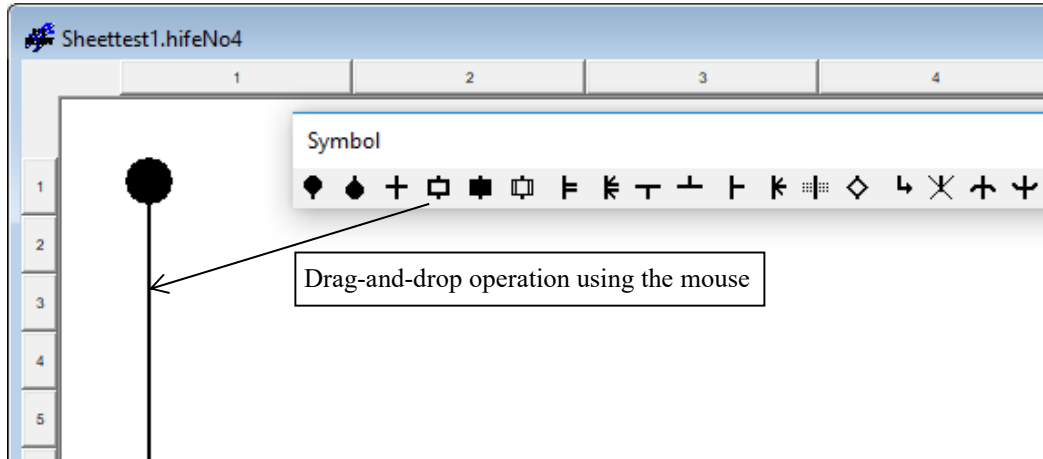 Sheettest1.hifeNo4
1 2 3 4
Symbol
1
2
Drag-and-drop operation using the mouse
3
4
5